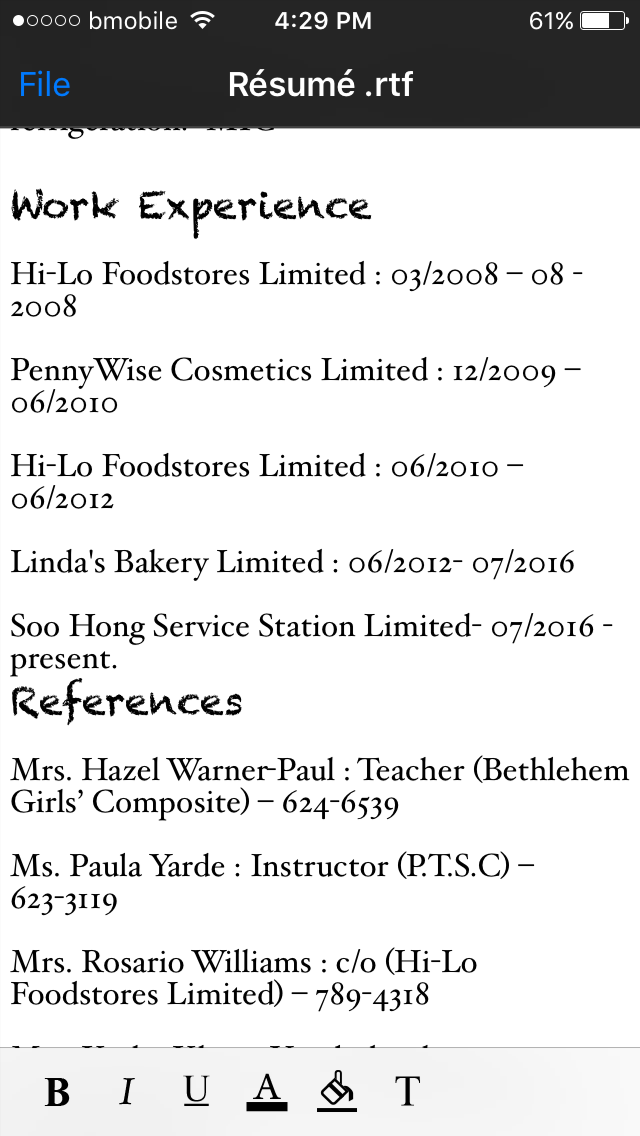 bmobile 4:29 PM 61%
File Résumé .rtf
refrigeration. MIC
Work Experience
Hi-Lo Foodstores Limited : 03/2008 – 08 -
2008
PennyWise Cosmetics Limited : 12/2009 –
06/2010
Hi-Lo Foodstores Limited : 06/2010 –
06/2012
Linda's Bakery Limited : 06/2012- 07/2016
Soo Hong Service Station Limited- 07/2016 -
present.
References
Mrs. Hazel Warner-Paul : Teacher (Bethlehem
Girls’ Composite) – 624-6539
Ms. Paula Yarde : Instructor (P.T.S.C) –
623-3119
Mrs. Rosario Williams : c/o (Hi-Lo
Foodstores Limited) – 789-4318
B I U A T